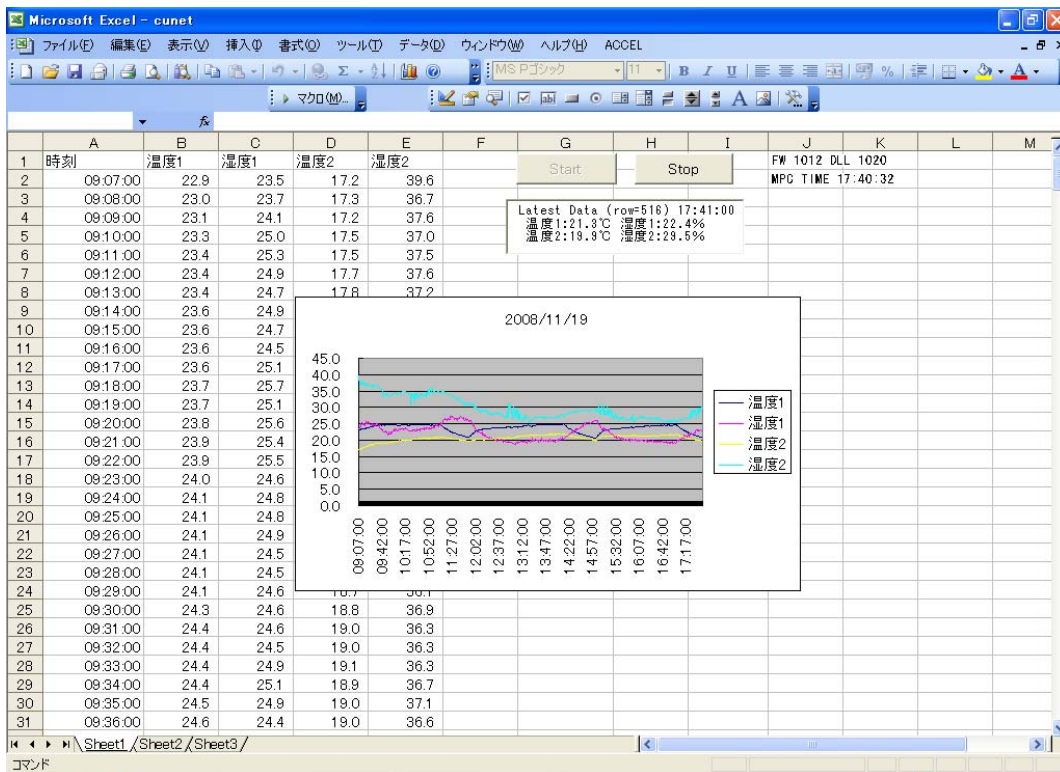 Microsoft Excel - cunet
ファイル(F) 編集(E) 表示(V) 挿入(I) 書式(O) ツール(T) データ(D) ウィンドウ(W) ヘルプ(H) ACCEL
MS Pゴシック 11 B I U %
マクロ(M)...
fx
A B C D E F G H I J K L M
1 時刻 温度1 湿度1 温度2 湿度2 Start Stop FW 1012 DLL 1020
2 09:07:00 22.9 23.5 17.2 39.6 MPC TIME 17:40:32
3 09:08:00 23.0 23.7 17.3 36.7
4 09:09:00 23.1 24.1 17.2 37.6 Latest Data (row=516) 17:41:00
温度1:21.3℃ 湿度1:22.4%
5 09:10:00 23.3 25.0 17.5 37.0 温度2:19.9℃ 湿度2:29.5%
6 09:11:00 23.4 25.3 17.5 37.5
7 09:12:00 23.4 24.9 17.7 37.6
8 09:13:00 23.4 24.7 17.8 37.2
9 09:14:00 23.6 24.9
10 09:15:00 23.6 24.7
11 09:16:00 23.6 24.5
12 09:17:00 23.6 25.1
13 09:18:00 23.7 25.7
14 09:19:00 23.7 25.1
15 09:20:00 23.8 25.6
16 09:21:00 23.9 25.4
17 09:22:00 23.9 25.5
18 09:23:00 24.0 24.6
19 09:24:00 24.1 24.8
20 09:25:00 24.1 24.8
21 09:26:00 24.1 24.9
22 09:27:00 24.1 24.5
23 09:28:00 24.1 24.5
24 09:29:00 24.1 24.6
25 09:30:00 24.3 24.6 18.8 36.9
26 09:31:00 24.4 24.6 19.0 36.3
27 09:32:00 24.4 24.5 19.0 36.3
28 09:33:00 24.4 24.9 19.1 36.3
29 09:34:00 24.4 25.1 18.9 36.7
30 09:35:00 24.5 24.9 19.0 37.1
31 09:36:00 24.6 24.4 19.0 36.6
2008/11/19
45.0
40.0
35.0
30.0
25.0
20.0
15.0
10.0
5.0
0.0
09:07:00 09:42:00 10:17:00 10:52:00 11:27:00 12:02:00 12:37:00 13:12:00 13:47:00 14:22:00 14:57:00 15:32:00 16:07:00 16:42:00 17:17:00
温度1
湿度1
温度2
湿度2
Sheet1 Sheet2 Sheet3
コマンド